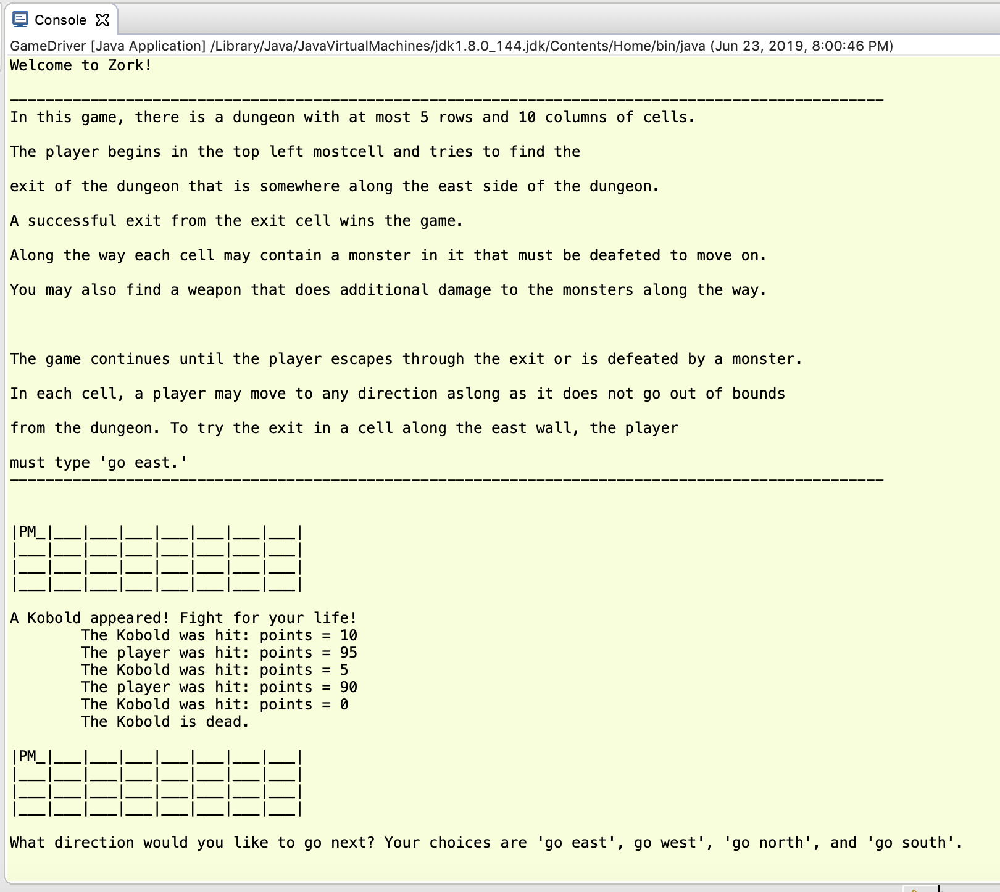 Console
GameDriver [Java Application] /Library/Java/JavaVirtualMachines/jdk1.8.0_144.jdk/Contents/Home/bin/java (Jun 23, 2019, 8:00:46 PM)
Welcome to Zork!
--------------------------------------------------------------------------------------------------
In this game, there is a dungeon with at most 5 rows and 10 columns of cells.
The player begins in the top left mostcell and tries to find the
exit of the dungeon that is somewhere along the east side of the dungeon.
A successful exit from the exit cell wins the game.
Along the way each cell may contain a monster in it that must be deafeted to move on.
You may also find a weapon that does additional damage to the monsters along the way.
The game continues until the player escapes through the exit or is defeated by a monster.
In each cell, a player may move to any direction aslong as it does not go out of bounds
from the dungeon. To try the exit in a cell along the east wall, the player
must type 'go east.'
--------------------------------------------------------------------------------------------------
|PM_|___|___|___|___|___|___|___|
|___|___|___|___|___|___|___|___|
|___|___|___|___|___|___|___|___|
|___|___|___|___|___|___|___|___|
A Kobold appeared! Fight for your life!
The Kobold was hit: points = 10
The player was hit: points = 95
The Kobold was hit: points = 5
The player was hit: points = 90
The Kobold was hit: points = 0
The Kobold is dead.
|PM_|___|___|___|___|___|___|___|
|___|___|___|___|___|___|___|___|
|___|___|___|___|___|___|___|___|
|___|___|___|___|___|___|___|___|
What direction would you like to go next? Your choices are 'go east', go west', 'go north', and 'go south'.